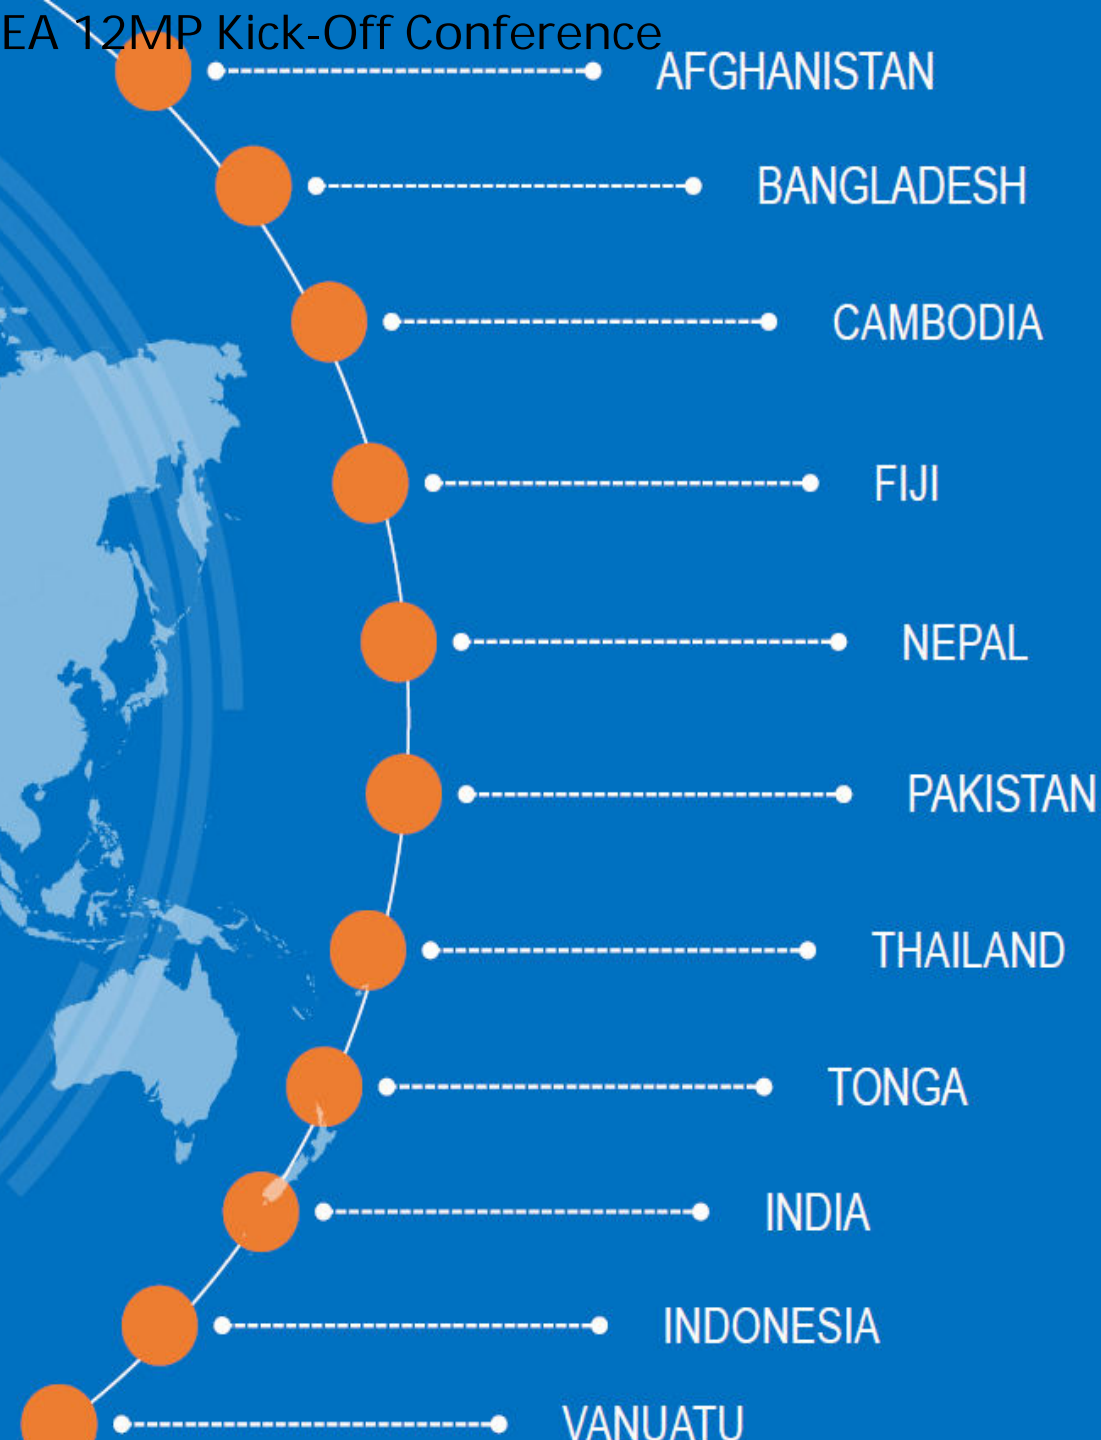 EA 12MP Kick-Off Conference
AFGHANISTAN
BANGLADESH
CAMBODIA
FIJI
NEPAL
PAKISTAN
THAILAND
TONGA
INDIA
INDONESIA
VANUATU